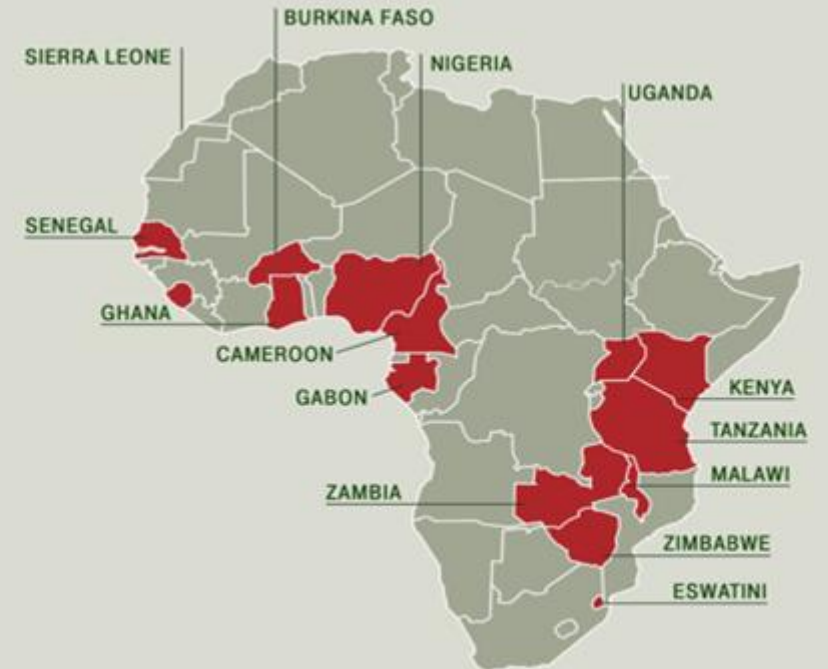 BURKINA FASO
SIERRA LEONE
NIGERIA
UGANDA
SENEGAL
GHANA
CAMEROON
GABON
KENYA
TANZANIA
MALAWI
ZAMBIA
ZIMBABWE
ESWATINI